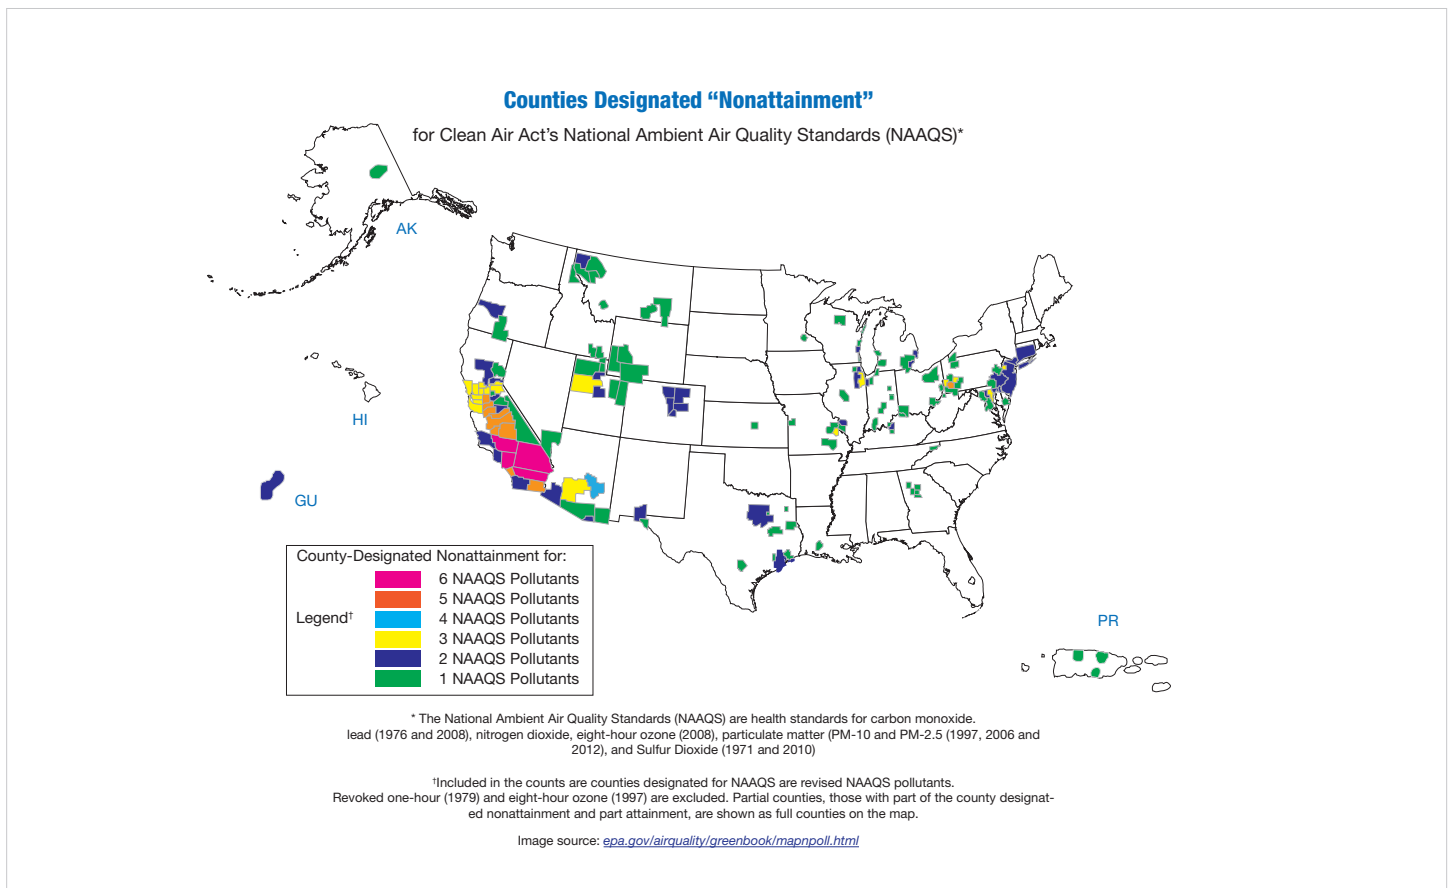 Counties Designated “Nonattainment”
for Clean Air Act’s National Ambient Air Quality Standards (NAAQS)*
AK
HI
GU
PR
County-Designated Nonattainment for:
Legend†
6 NAAQS Pollutants
5 NAAQS Pollutants
4 NAAQS Pollutants
3 NAAQS Pollutants
2 NAAQS Pollutants
1 NAAQS Pollutants
* The National Ambient Air Quality Standards (NAAQS) are health standards for carbon monoxide.
lead (1976 and 2008), nitrogen dioxide, eight-hour ozone (2008), particulate matter (PM-10 and PM-2.5 (1997, 2006 and
2012), and Sulfur Dioxide (1971 and 2010)
†Included in the counts are counties designated for NAAQS are revised NAAQS pollutants.
Revoked one-hour (1979) and eight-hour ozone (1997) are excluded. Partial counties, those with part of the county designat-
ed nonattainment and part attainment, are shown as full counties on the map.
Image source: epa.gov/airquality/greenbook/mapnpoll.html